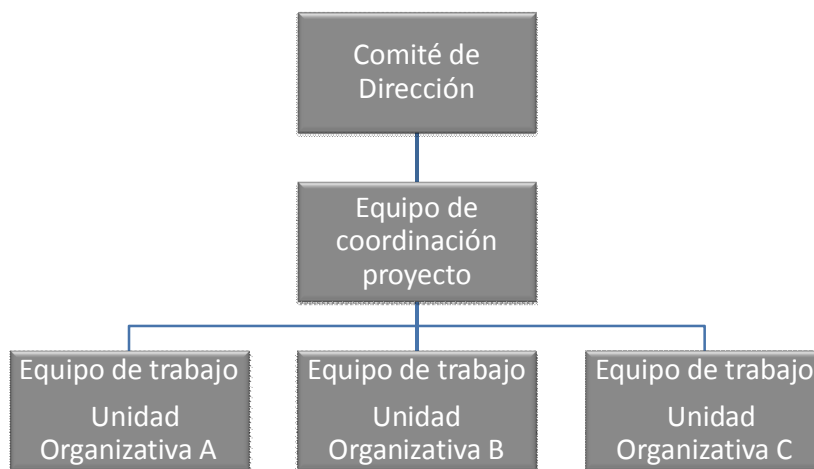 Comité de
Dirección
Equipo de
coordinación
proyecto
Equipo de trabajo
Unidad
Organizativa A
Equipo de trabajo
Unidad
Organizativa B
Equipo de trabajo
Unidad
Organizativa C